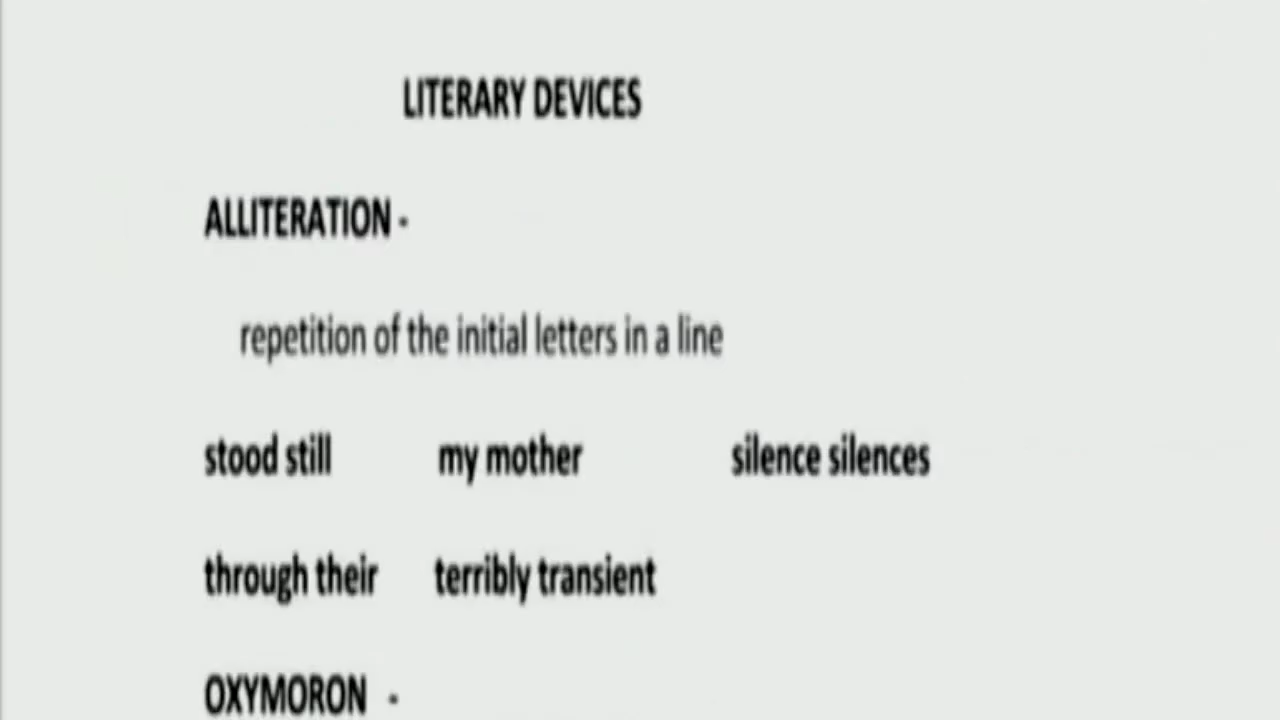 LITERARY DEVICES
ALLITERATION -
repetition of the initial letters in a line
stood still my mother silence silences
through their terribly transient
OXYMORON -